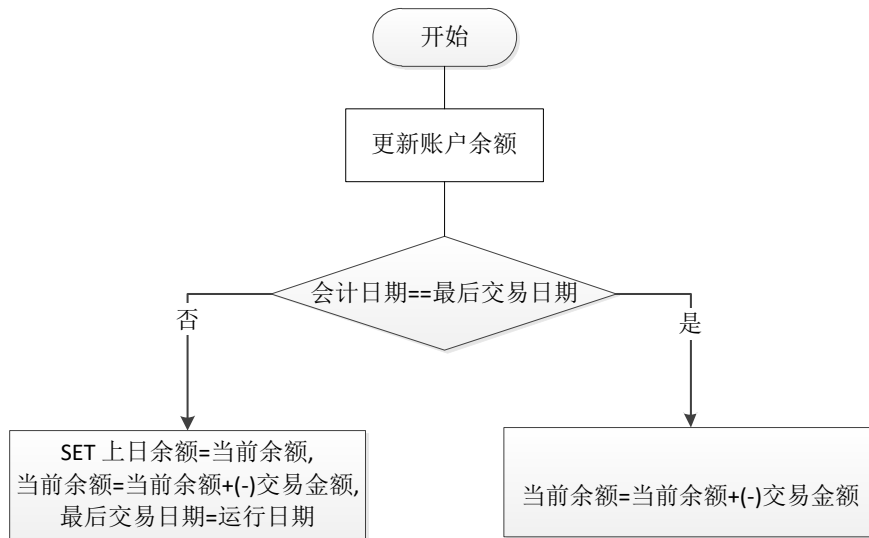 开始
更新账户余额
会计日期==最后交易日期
否
是
SET 上日余额=当前余额,
当前余额=当前余额+(-)交易金额,
最后交易日期=运行日期
当前余额=当前余额+(-)交易金额